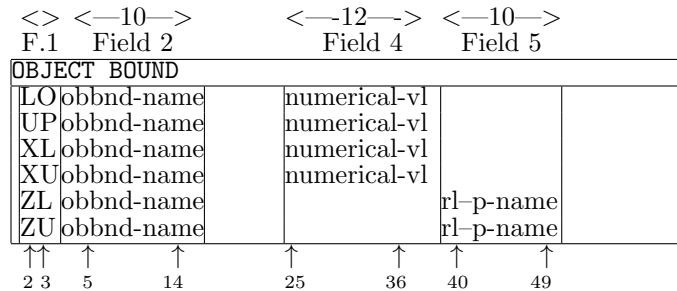 <> <—10—> <—-12—-> <—10—>
F.1 Field 2 Field 4 Field 5
OBJECT BOUND
LO obbnd-name numerical-vl
UP obbnd-name numerical-vl
XL obbnd-name numerical-vl
XU obbnd-name numerical-vl
ZL obbnd-name rl–p-name
ZU obbnd-name rl–p-name
↑↑ ↑ ↑ ↑ ↑ ↑ ↑
2 3 5 14 25 36 40 49